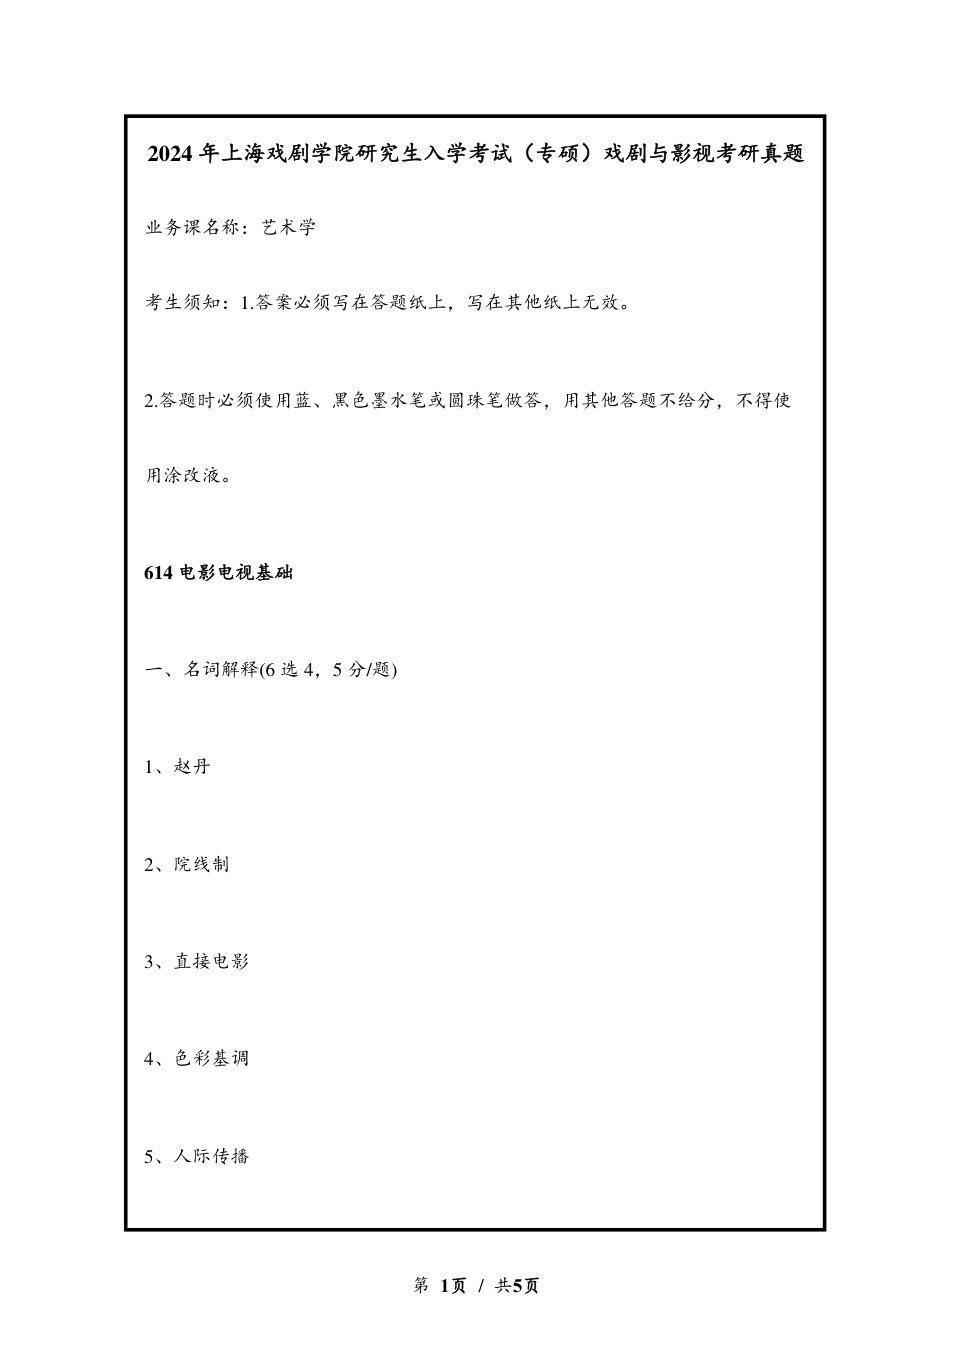 2024 年上海戏剧学院研究生入学考试（专硕）戏剧与影视考研真题
业务课名称：艺术学
考生须知：1.答案必须写在答题纸上，写在其他纸上无效。
2.答题时必须使用蓝、黑色墨水笔或圆珠笔做答，用其他答题不给分，不得使
用涂改液。
614 电影电视基础
一、名词解释(6 选 4，5 分/题)
1、赵丹
2、院线制
3、直接电影
4、色彩基调
5、人际传播
第 1页 / 共5页